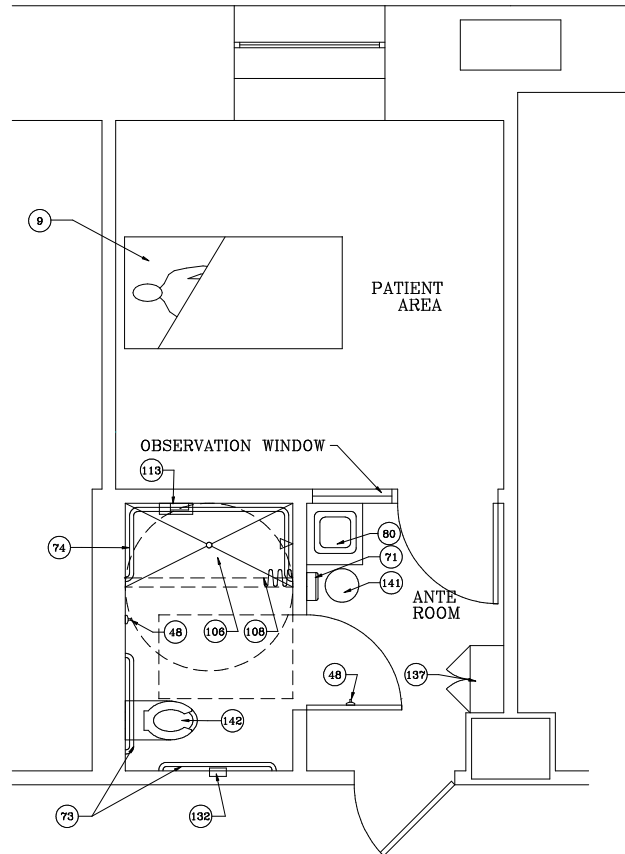 9
PATIENT
AREA
OBSERVATION WINDOW
113
74
80
71
141
ANTE
ROOM
48
106
108
48
137
142
73
132